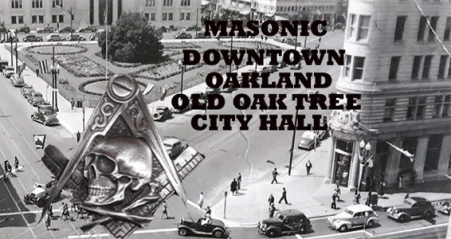 MASONIC
DOWNTOWN
OAKLAND
OLD OAK TREE
CITY HALL